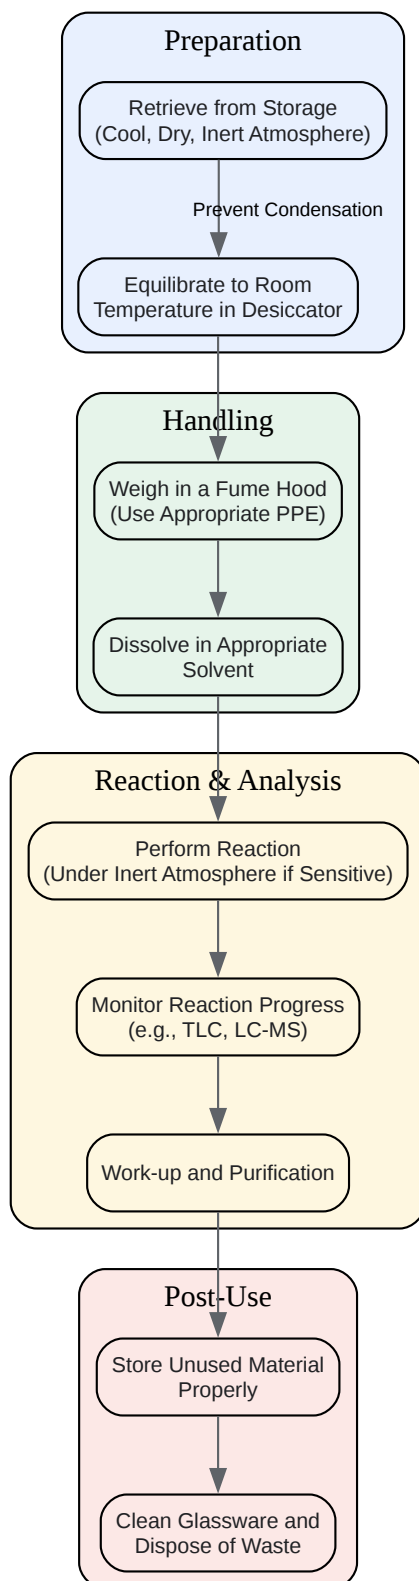 Preparation
Retrieve from Storage
(Cool, Dry, Inert Atmosphere)
Prevent Condensation
Equilibrate to Room
Temperature in Desiccator
Handling
Weigh in a Fume Hood
(Use Appropriate PPE)
Dissolve in Appropriate
Solvent
Reaction & Analysis
Perform Reaction
(Under Inert Atmosphere if Sensitive)
Monitor Reaction Progress
(e.g., TLC, LC-MS)
Work-up and Purification
Post-Use
Store Unused Material
Properly
Clean Glassware and
Dispose of Waste